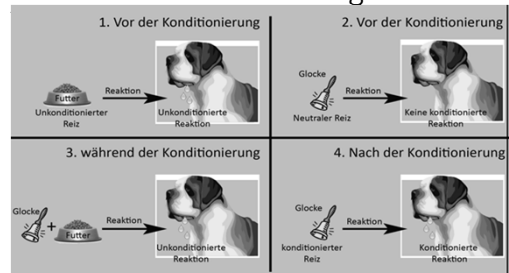 1. Vor der Konditionierung
Futter
Reaktion
Unkonditionierter
Reiz
Unkonditionierte
Reaktion
2. Vor der Konditionierung
Glocke
Reaktion
Neutraler Reiz
Keine konditionierte
Reaktion
3. während der Konditionierung
Glocke
+
Futter
Reaktion
Unkonditionierte
Reaktion
4. Nach der Konditionierung
Glocke
Reaktion
konditionierter
Reiz
Konditionierte
Reaktion